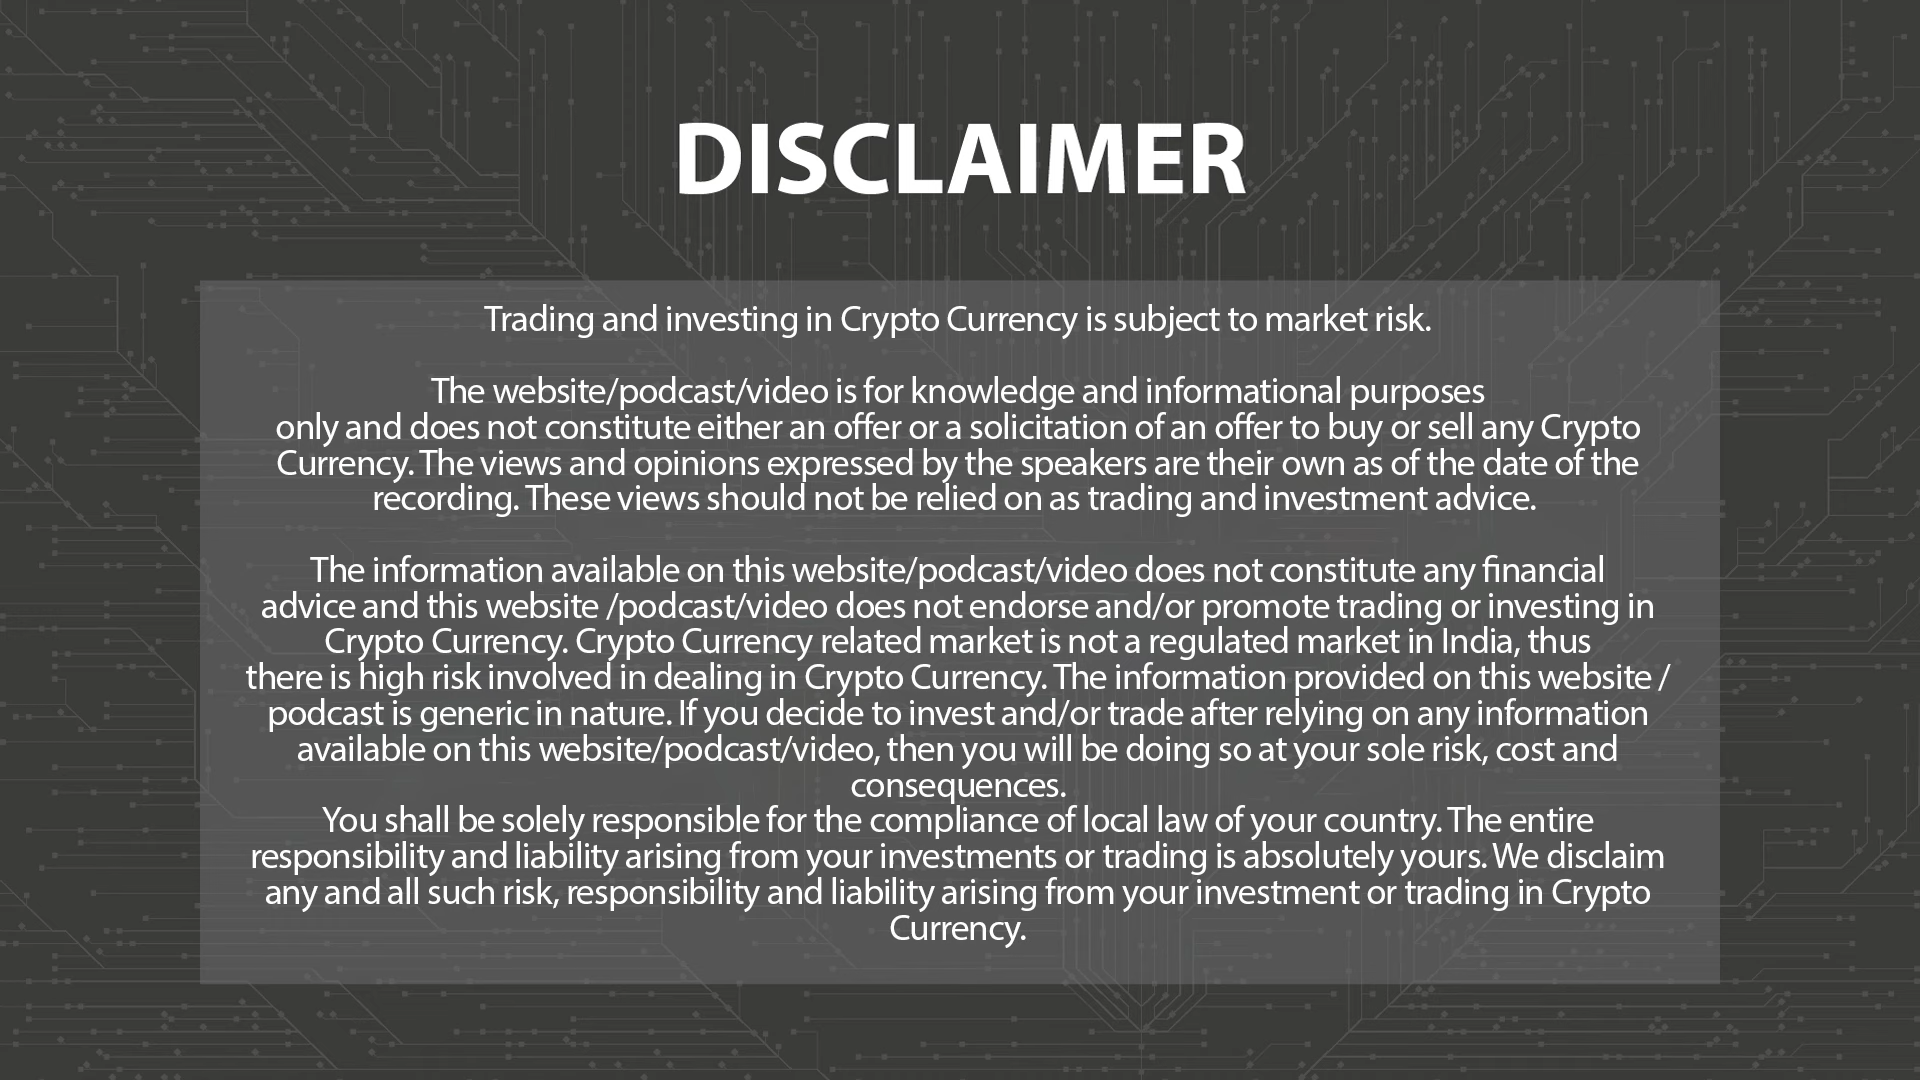 DISCLAIMER
Trading and investing in Crypto Currency is subject to market risk.
The website/podcast/video is for knowledge and informational purposes
only and does not constitute either an offer or a solicitation of an offer to buy or sell any Crypto
Currency. The views and opinions expressed by the speakers are their own as of the date of the
recording. These views should not be relied on as trading and investment advice.
The information available on this website/podcast/video does not constitute any financial
advice and this website /podcast/video does not endorse and/or promote trading or investing in
Crypto Currency. Crypto Currency related market is not a regulated market in India, thus
there is high risk involved in dealing in Crypto Currency. The information provided on this website /
podcast is generic in nature. If you decide to invest and/or trade after relying on any information
available on this website/podcast/video, then you will be doing so at your sole risk, cost and
consequences.
You shall be solely responsible for the compliance of local law of your country. The entire
responsibility and liability arising from your investments or trading is absolutely yours. We disclaim
any and all such risk, responsibility and liability arising from your investment or trading in Crypto
Currency.